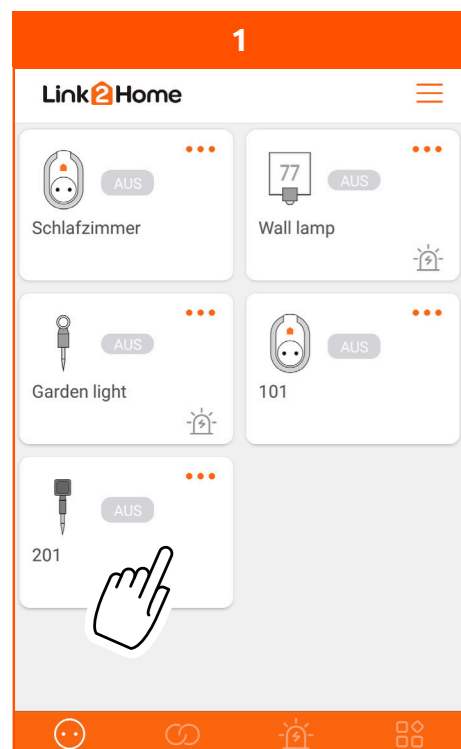 1
Link2Home
AUS
Schlafzimmer
77
AUS
Wall lamp
AUS
Garden light
AUS
101
AUS
201